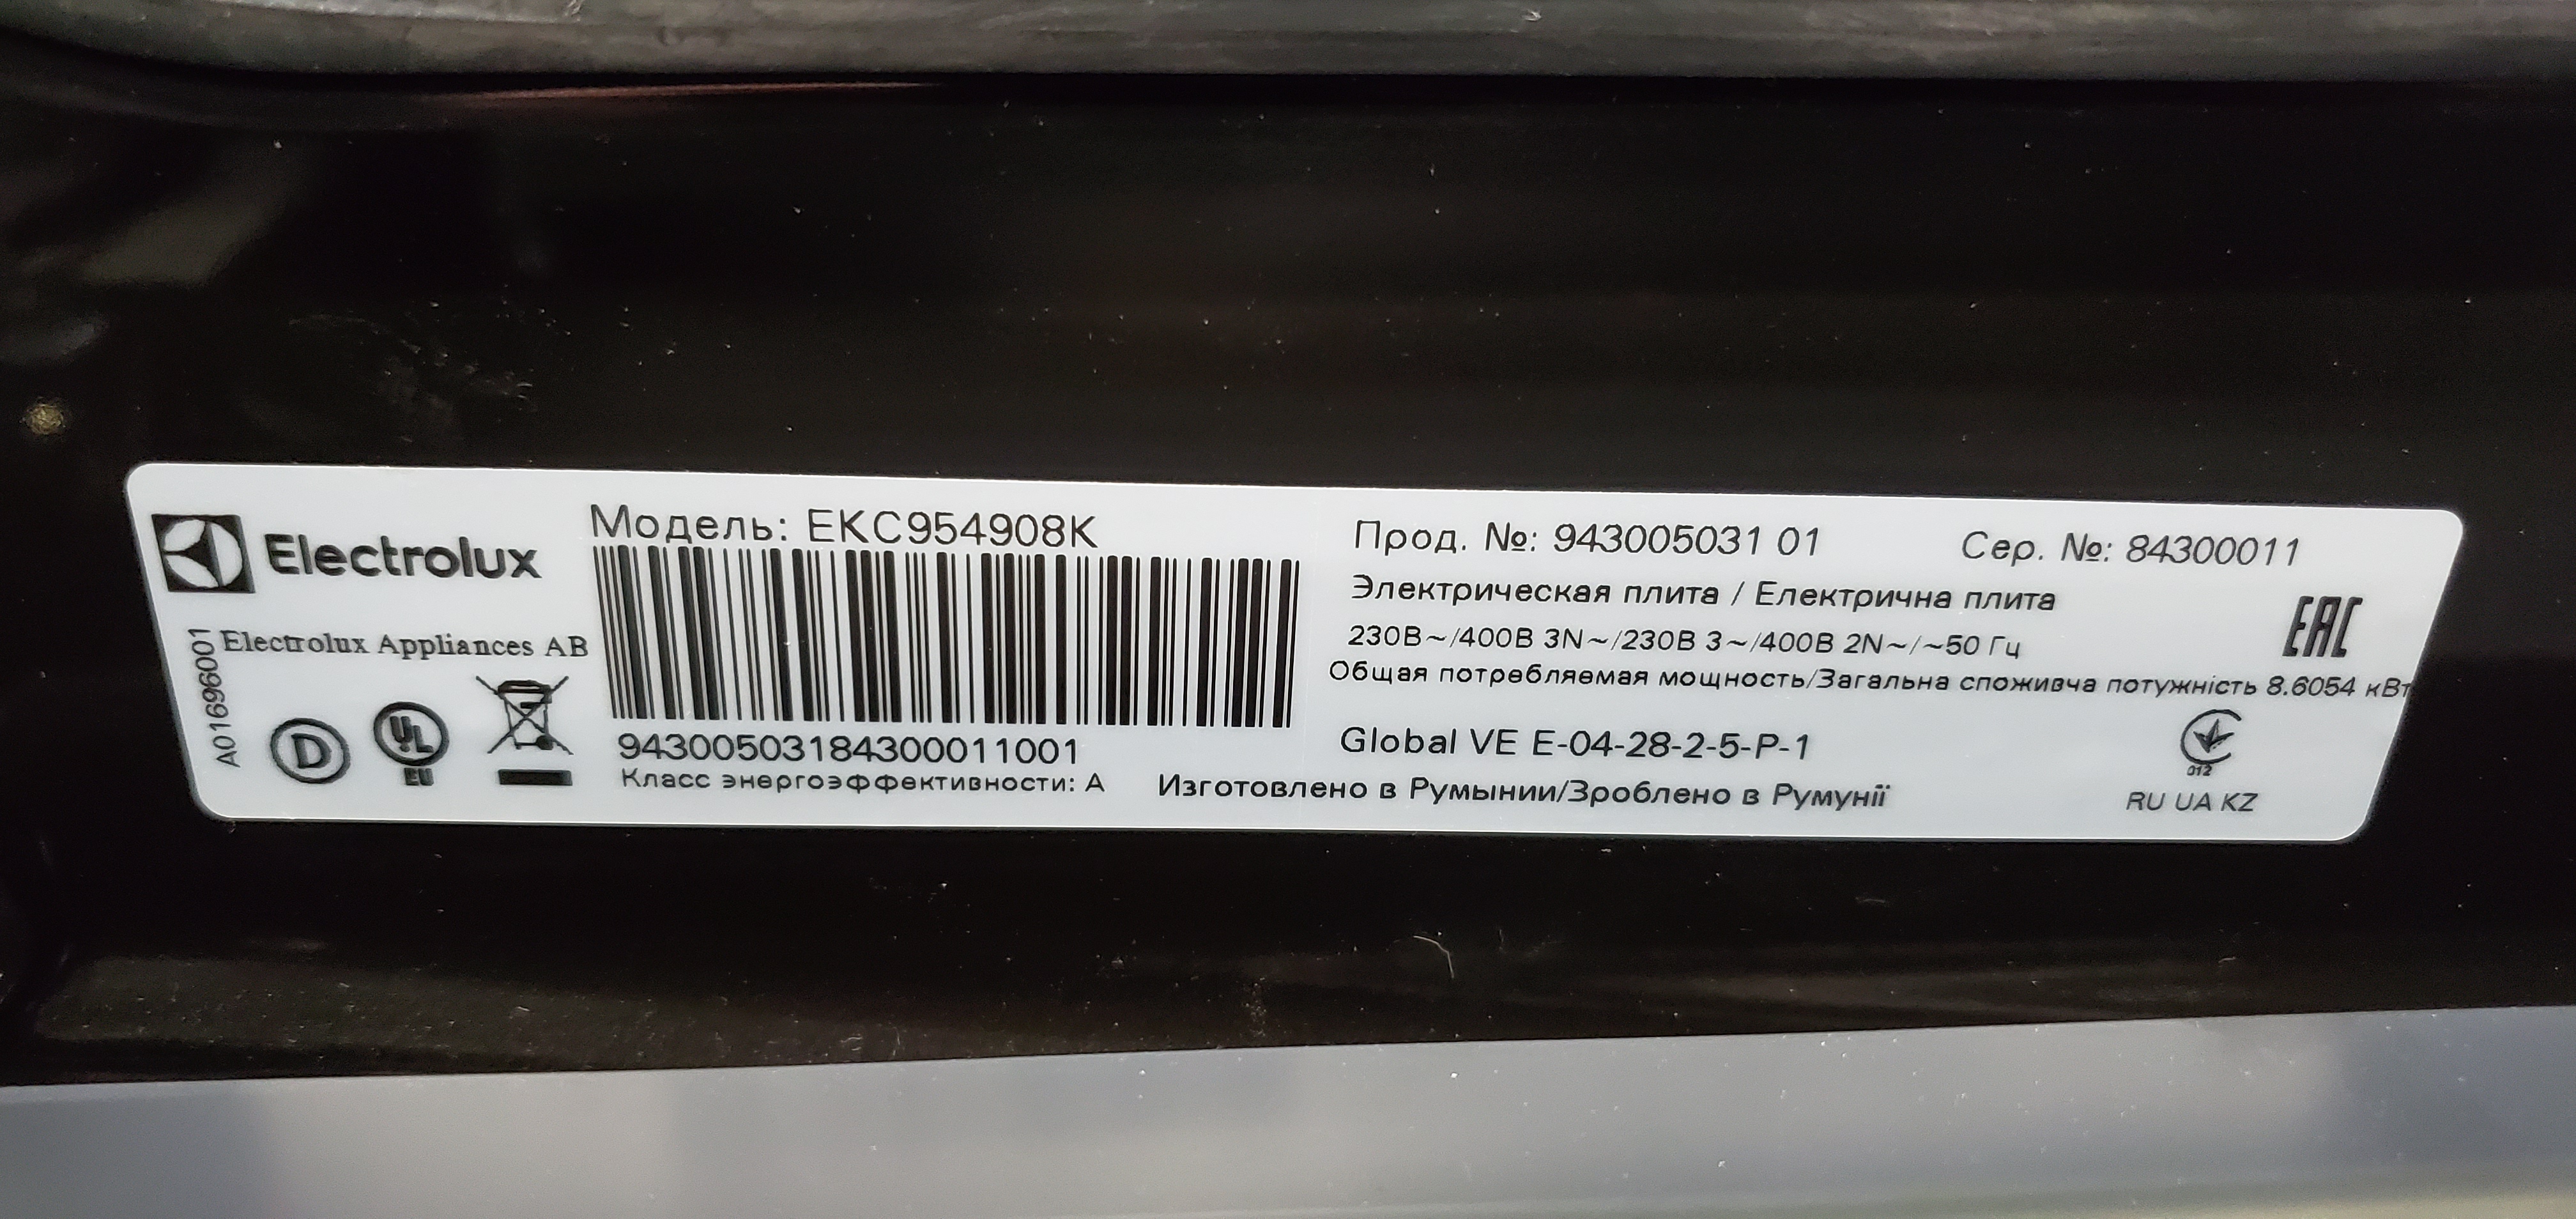 Electrolux
Electrolux Appliances AB
A01696001
D
UL
EU
Модель: EKC954908K
94300503184300011001
Класс энергоэффективности: A
Прод. №: 943005031 01
Сер. №: 84300011
Электрическая плита / Електрична плита
230В~/400В 3N~/230В 3~/400В 2N~/~50 Гц
Общая потребляемая мощность/Загальна споживча потужність 8.6054 кВт
Global VE E-04-28-2-5-P-1
Изготовлено в Румынии/Зроблено в Румунії
EAC
012
RU UA KZ